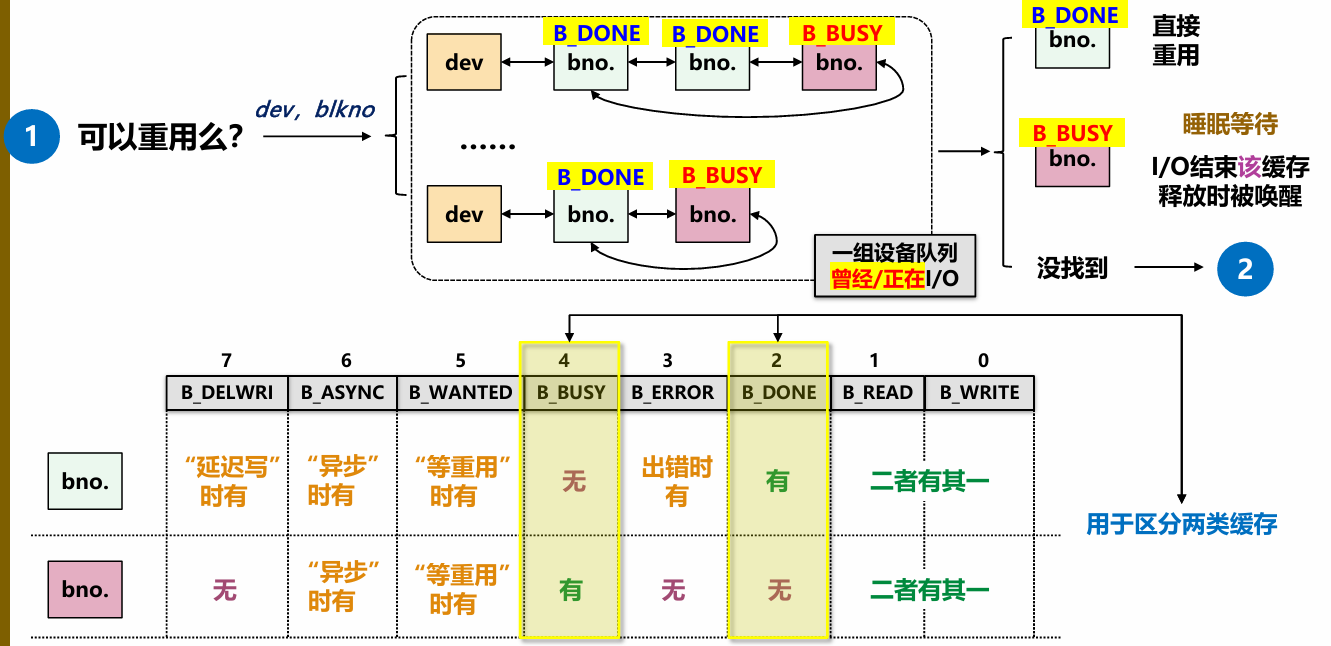 1
可以重用么?
dev, blkno
B_DONE
B_DONE
B_BUSY
dev
bno.
bno.
bno.
······
B_DONE
B_BUSY
dev
bno.
bno.
一组设备队列
曾经/正在I/O
B_DONE
bno.
直接
重用
B_BUSY
bno.
睡眠等待
I/O结束该缓存
释放时被唤醒
没找到
2
7 6 5 4 3 2 1 0
B_DELWRI B_ASYNC B_WANTED B_BUSY B_ERROR B_DONE B_READ B_WRITE
bno.
“延迟写”
时有
“异步”
时有
“等重用”
时有
无
出错时
有
有
二者有其一
用于区分两类缓存
bno.
无
“异步”
时有
“等重用”
时有
有
无
无
二者有其一